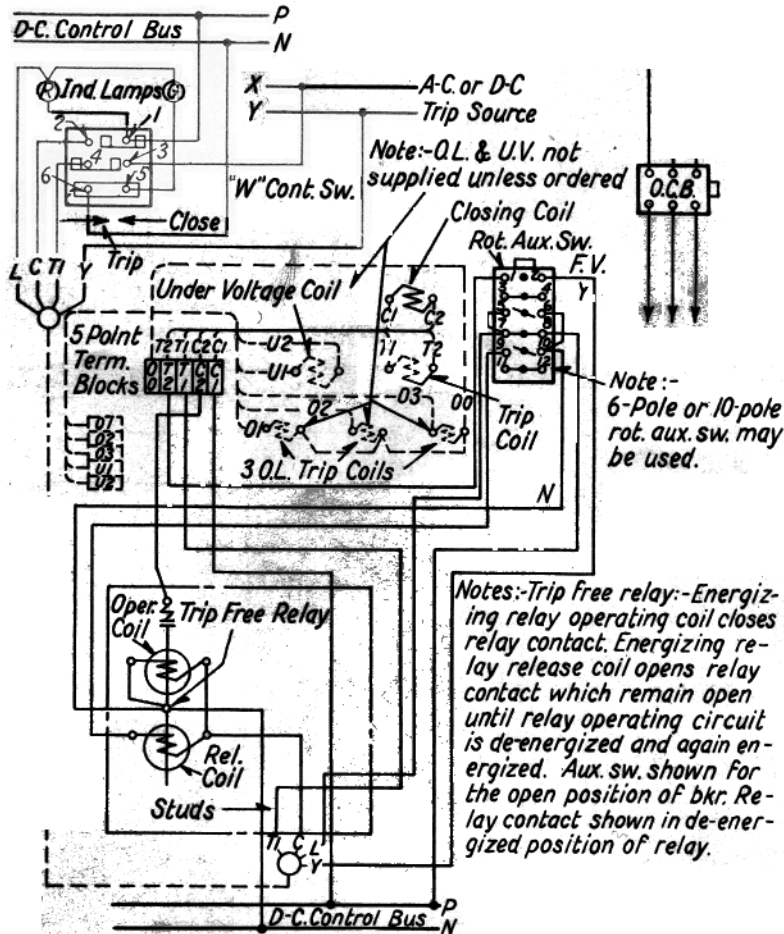 P
D-C. Control Bus
N
R Ind. Lamps G
X A-C. or D-C
Y Trip Source
2 1
4 3
6 5
Note:-O.L. & U.V. not
supplied unless ordered
"W" Cont. Sw.
O.C.B.
Close
Trip
Closing Coil
Rot. Aux. Sw.
F.V.
Y
L C T1 Y
Under Voltage Coil
C1 C2
5 Point
Term.
Blocks
T2 T1 C2 C1
U2
U1
T1 T2
O2 O3 OO
O1
Trip
Coil
3 O.L. Trip Coils
Note:-
6-Pole or 10-pole
rot. aux. sw. may
be used.
O1
O2
O3
U1
U2
N
Oper.
Coil
Trip Free Relay
Rel.
Coil
Studs
T1 C L
Y
Notes:-Trip free relay:-Energiz-
ing relay operating coil closes
relay contact. Energizing re-
lay release coil opens relay
contact which remain open
until relay operating circuit
is de-energized and again en-
ergized. Aux. sw. shown for
the open position of bkr. Re-
lay contact shown in de-ener-
gized position of relay.
P
D-C. Control Bus
N